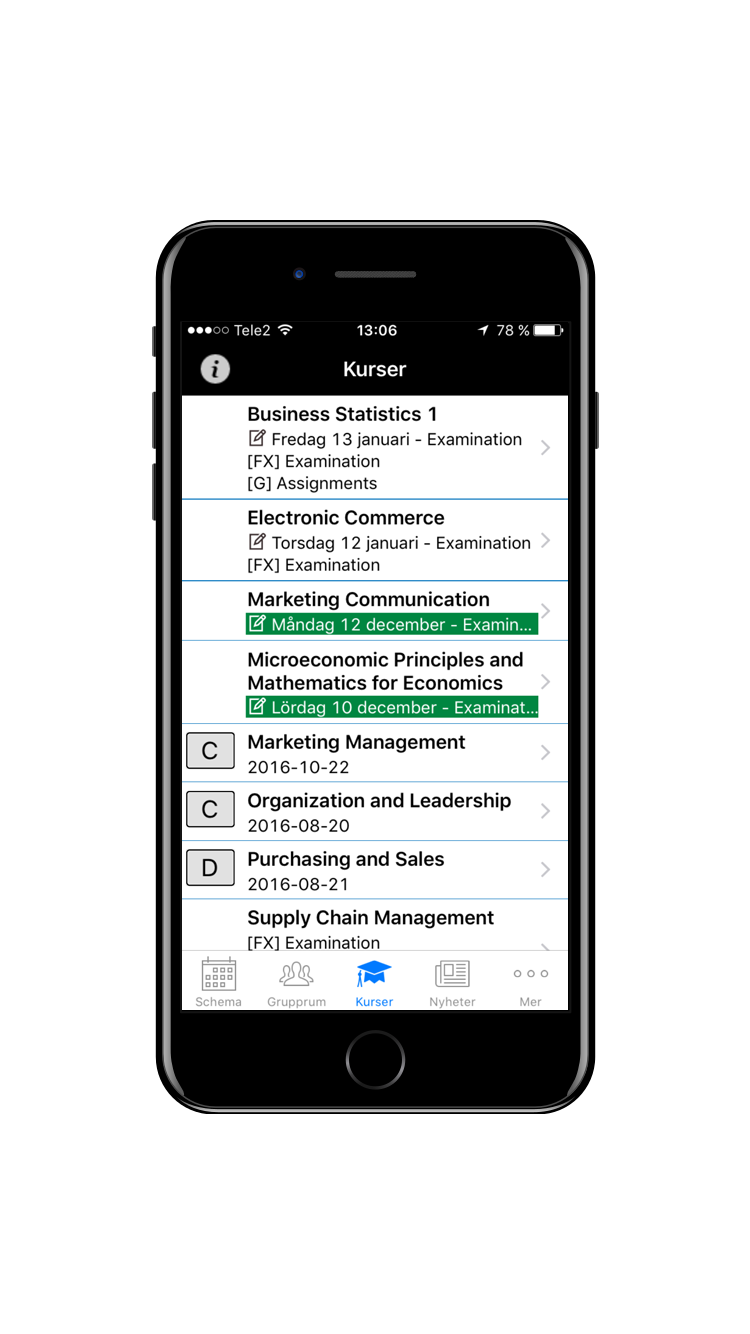 Tele2 13:06 78 %
i Kurser
Business Statistics 1
Fredag 13 januari - Examination
[FX] Examination
[G] Assignments
Electronic Commerce
Torsdag 12 januari - Examination
[FX] Examination
Marketing Communication
Måndag 12 december - Examin...
Microeconomic Principles and
Mathematics for Economics
Lördag 10 december - Examinat...
C Marketing Management
2016-10-22
C Organization and Leadership
2016-08-20
D Purchasing and Sales
2016-08-21
Supply Chain Management
[FX] Examination
Schema Grupprum Kurser Nyheter Mer